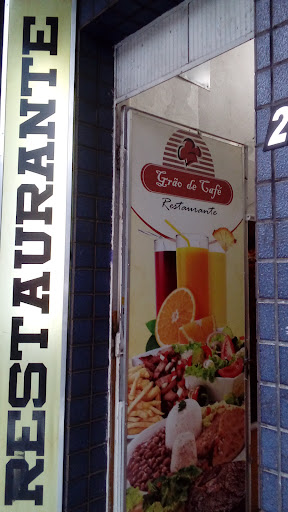 RESTAURANTE
Grão de Café
Restaurante
2